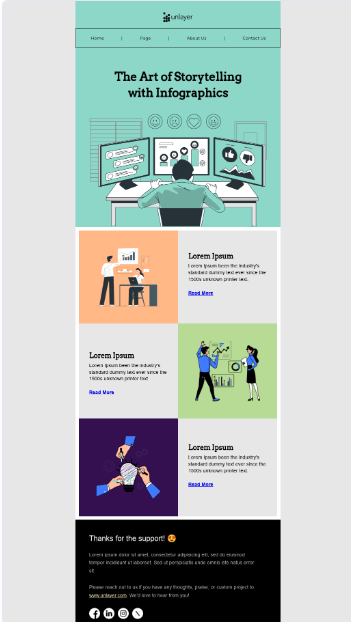 unlayer
Home | Page | About Us | Contact Us
The Art of Storytelling
with Infographics
Lorem Ipsum
Lorem Ipsum been the industry's
standard dummy text ever since the
1500s unknown printer text.
Read More
Lorem Ipsum
Lorem Ipsum been the industry's
standard dummy text ever since the
1500s unknown printer text
Read More
Lorem Ipsum
Lorem Ipsum been the industry's
standard dummy text ever since the
1500s unknown printer text.
Read More
Thanks for the support! 😍
Lorem ipsum dolor sit amet, consectetur adipiscing elit, sed do eiusmod
tempor incididunt ut laboreet. Sed ut perspiciatis unde omnis iste natus error
sit.
Please reach out to us if you have any thoughts, praise, or custom project to
www.unlayer.com. We'd love to hear from you!